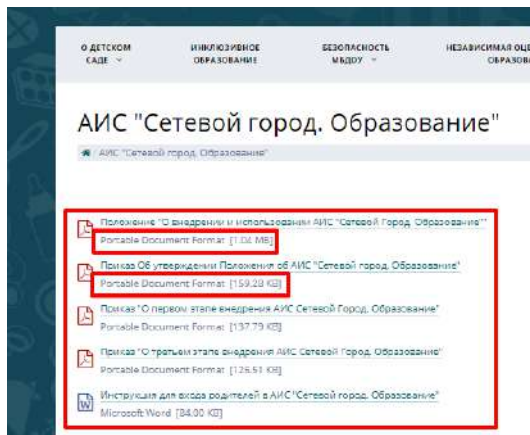 О ДЕТСКОМ САДЕ
ИНКЛЮЗИВНОЕ ОБРАЗОВАНИЕ
БЕЗОПАСНОСТЬ МБДОУ
НЕЗАВИСИМАЯ ОЦЕ
ОБРАЗОВА
АИС "Сетевой город. Образование"
/ АИС "Сетевой город. Образование"
Положение "О внедрении и использовании АИС "Сетевой Город. Образование""
Portable Document Format [1.04 MB]
Приказ Об утверждении Положения об АИС "Сетевой город. Образование"
Portable Document Format [159.28 KB]
Приказ "О первом этапе внедрения АИС Сетевой Город. Образование"
Portable Document Format [137.79 KB]
Приказ "О третьем этапе внедрения АИС Сетевой Город. Образование"
Portable Document Format [126.51 KB]
Инструкция для входа родителей в АИС "Сетевой город. Образование"
Microsoft Word [84.00 KB]